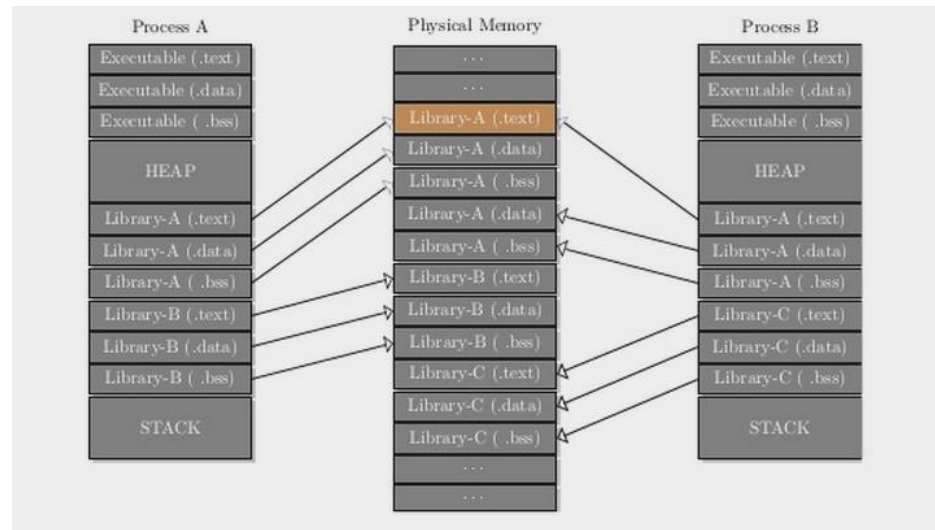 Process A
Executable (.text)
Executable (.data)
Executable ( .bss)
HEAP
Library-A (.text)
Library-A (.data)
Library-A ( .bss)
Library-B (.text)
Library-B (.data)
Library-B ( .bss)
STACK
Physical Memory
...
...
Library-A (.text)
Library-A (.data)
Library-A ( .bss)
Library-A (.data)
Library-A ( .bss)
Library-B (.text)
Library-B (.data)
Library-B ( .bss)
Library-C (.text)
Library-C (.data)
Library-C ( .bss)
...
...
Process B
Executable (.text)
Executable (.data)
Executable ( .bss)
HEAP
Library-A (.text)
Library-A (.data)
Library-A ( .bss)
Library-C (.text)
Library-C (.data)
Library-C ( .bss)
STACK